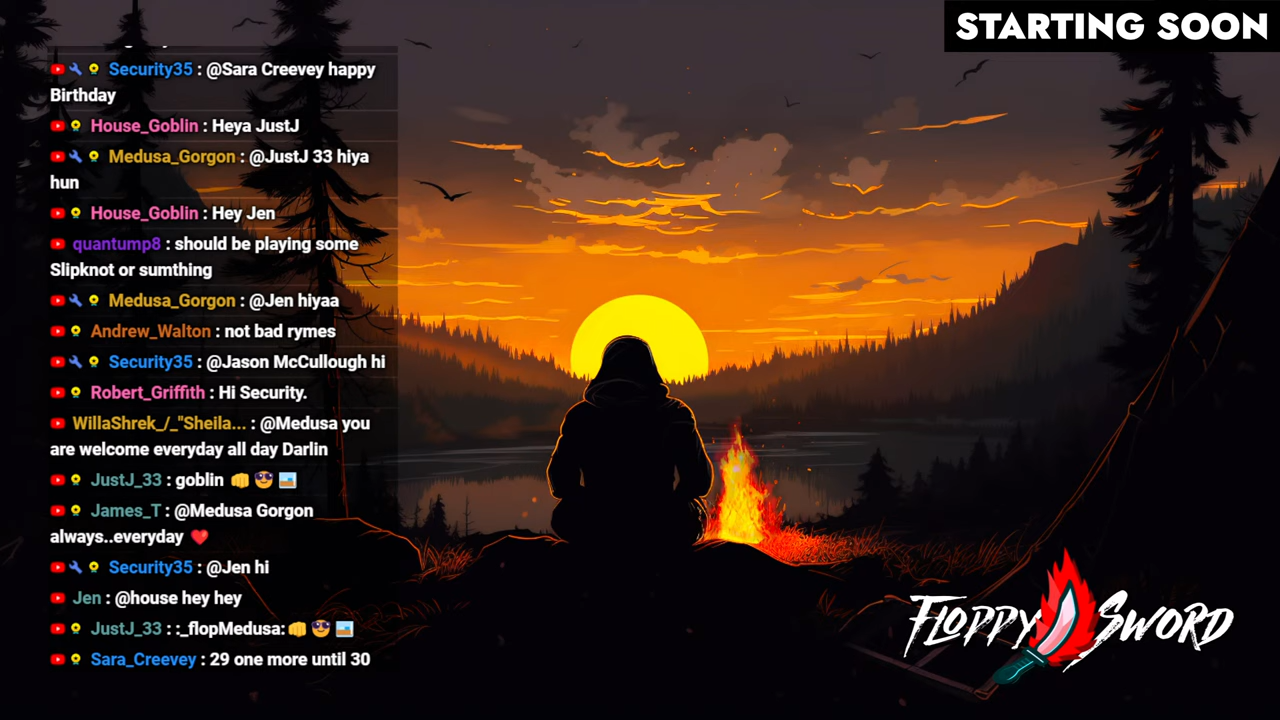 STARTING SOON
Security35 : @Sara Creevey happy
Birthday
House_Goblin : Heya JustJ
Medusa_Gorgon : @JustJ 33 hiya
hun
House_Goblin : Hey Jen
quantump8 : should be playing some
Slipknot or sumthing
Medusa_Gorgon : @Jen hiyaa
Andrew_Walton : not bad rymes
Security35 : @Jason McCullough hi
Robert_Griffith : Hi Security.
WillaShrek_/_"Sheila... : @Medusa you
are welcome everyday all day Darlin
JustJ_33 : goblin 👊😎🖼️
James_T : @Medusa Gorgon
always..everyday ❤️
Security35 : @Jen hi
Jen : @house hey hey
JustJ_33 : :_flopMedusa:👊😎🖼️
Sara_Creevey : 29 one more until 30
FLOPPY SWORD